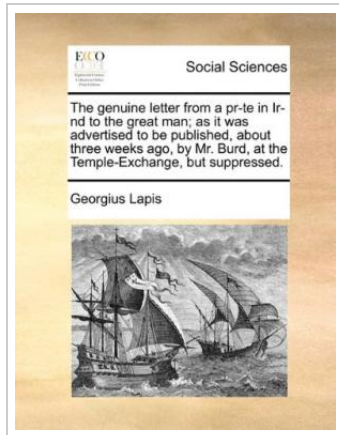 ECCO
Social Sciences
The genuine letter from a pr-te in Ir-
nd to the great man; as it was
advertised to be published, about
three weeks ago, by Mr. Burd, at the
Temple-Exchange, but suppressed.
Georgius Lapis